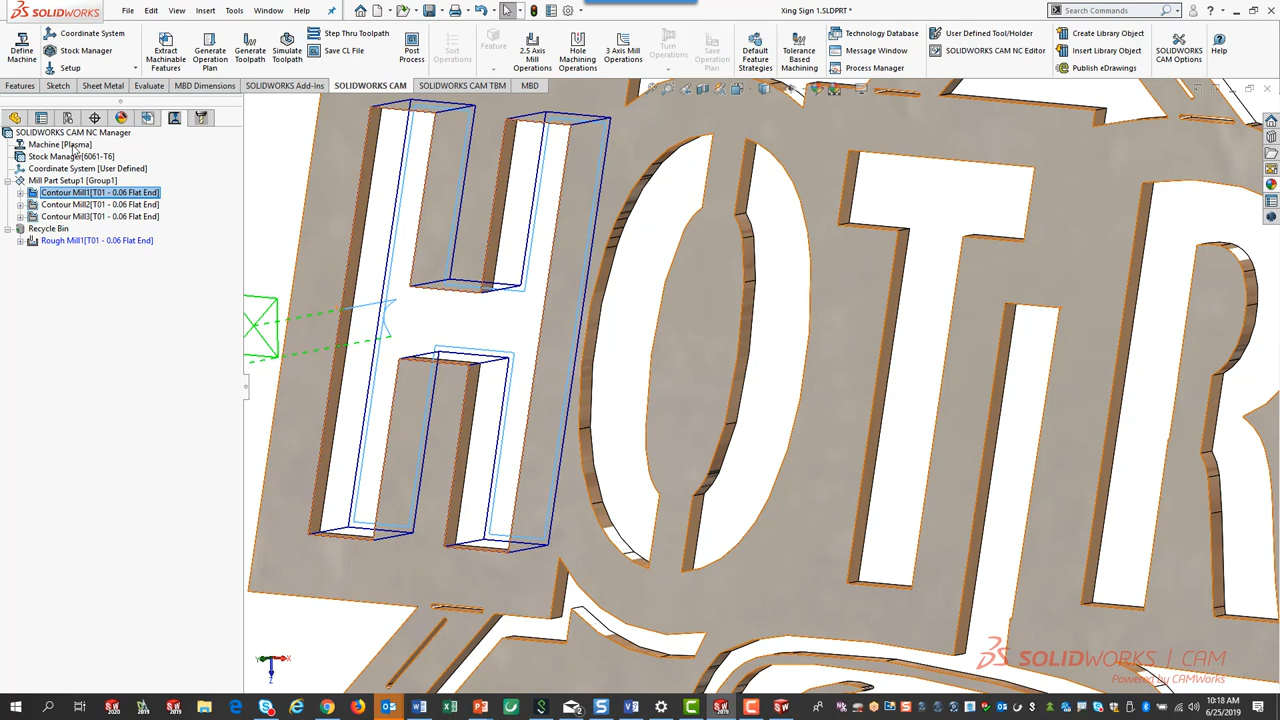 SOLIDWORKS
File Edit View Insert Tools Window Help
Xing Sign 1.SLDPRT *
Search Commands
Define Machine
Coordinate System
Stock Manager
Setup
Extract Machinable Features
Generate Operation Plan
Generate Toolpath
Simulate Toolpath
Step Thru Toolpath
Save CL File
Post Process
Sort Operations
Feature
2.5 Axis Mill Operations
Hole Machining Operations
3 Axis Mill Operations
Turn Operations
Save Operation Plan
Default Feature Strategies
Tolerance Based Machining
Technology Database
Message Window
Process Manager
User Defined Tool/Holder
SOLIDWORKS CAM NC Editor
Create Library Object
Insert Library Object
Publish eDrawings
SOLIDWORKS CAM Options
Help
Features Sketch Sheet Metal Evaluate MBD Dimensions SOLIDWORKS Add-Ins SOLIDWORKS CAM SOLIDWORKS CAM TBM MBD
SOLIDWORKS CAM NC Manager
Machine [Plasma]
Stock Manager[6061-T6]
Coordinate System [User Defined]
Mill Part Setup1 [Group1]
Contour Mill1[T01 - 0.06 Flat End]
Contour Mill2[T01 - 0.06 Flat End]
Contour Mill3[T01 - 0.06 Flat End]
Recycle Bin
Rough Mill1[T01 - 0.06 Flat End]
HOTR
Y X
Z
SOLIDWORKS | CAM
Powered by CAMWorks
10:18 AM
6/25/2019